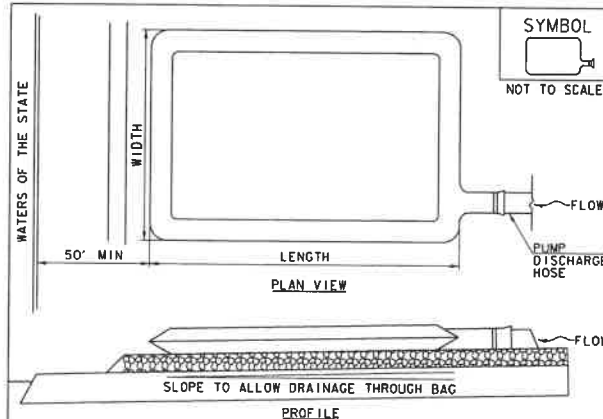 SYMBOL
NOT TO SCALE
WATERS OF THE STATE
WIDTH
FLOW
50' MIN
LENGTH
PUMP
DISCHARGE
HOSE
PLAN VIEW
FLOW
SLOPE TO ALLOW DRAINAGE THROUGH BAG
PROFILE